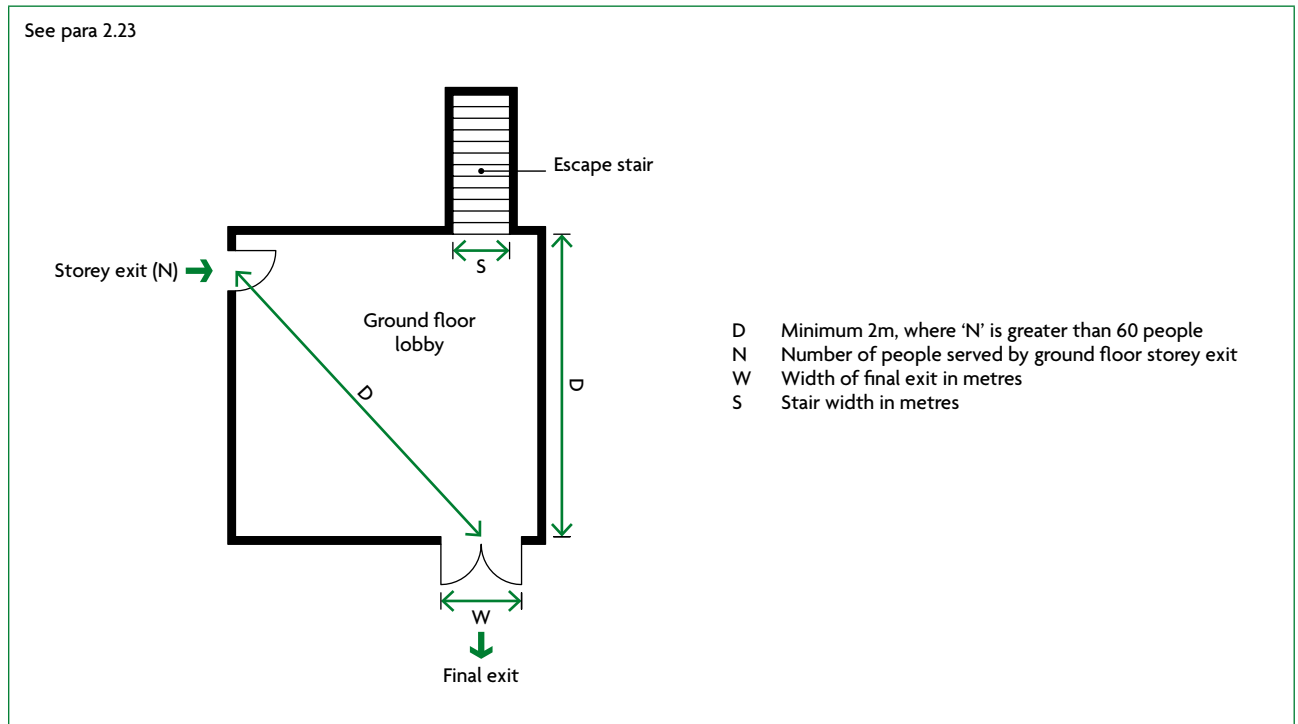 See para 2.23
Escape stair
Storey exit (N)
S
Ground floor
lobby
D
D
D Minimum 2m, where ‘N’ is greater than 60 people
N Number of people served by ground floor storey exit
W Width of final exit in metres
S Stair width in metres
W
Final exit